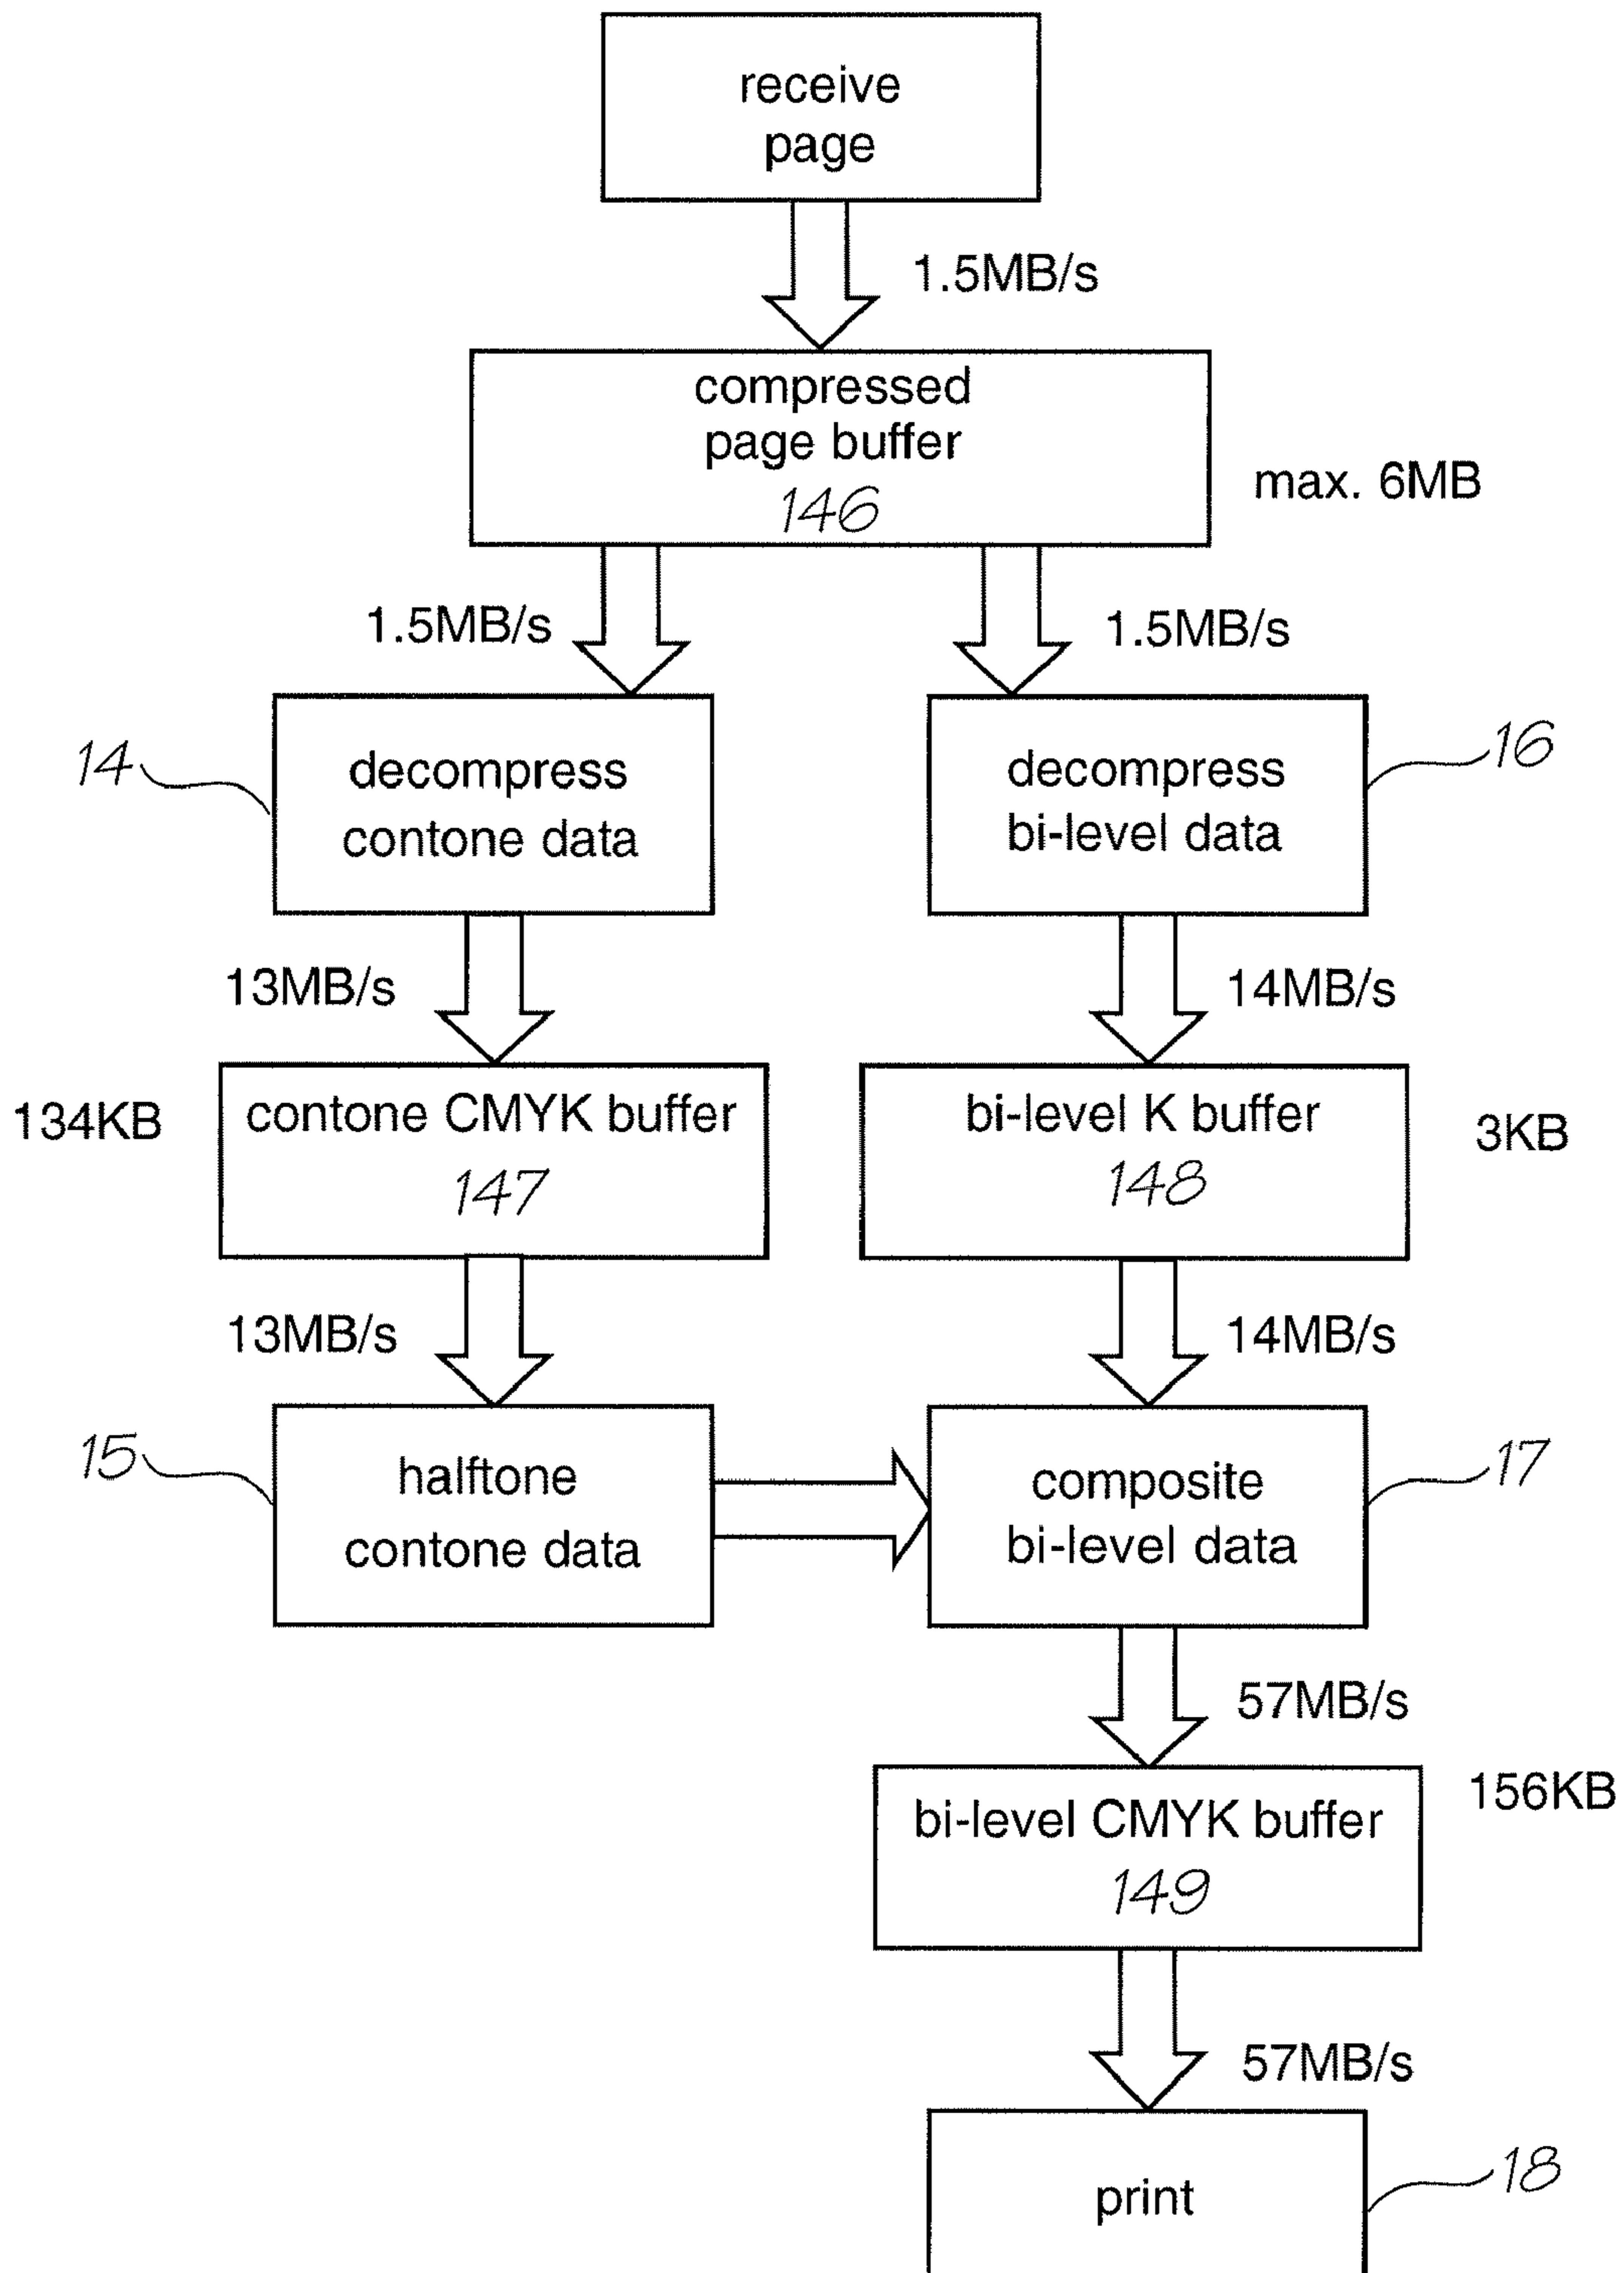 receive
page
1.5MB/s
compressed
page buffer
146
max. 6MB
1.5MB/s
1.5MB/s
14
decompress
contone data
decompress
bi-level data
16
13MB/s
14MB/s
134KB
contone CMYK buffer
147
bi-level K buffer
148
3KB
13MB/s
14MB/s
15
halftone
contone data
composite
bi-level data
17
57MB/s
bi-level CMYK buffer
149
156KB
57MB/s
print
18